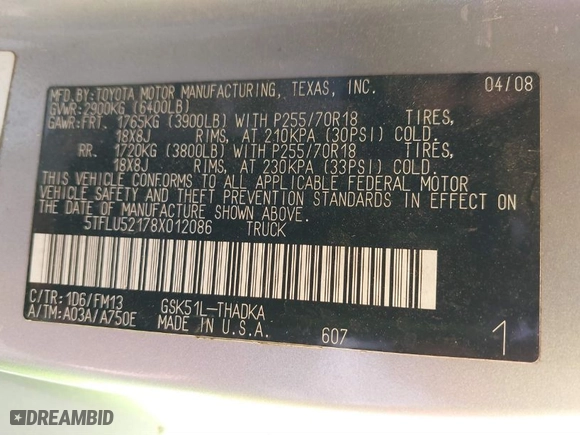 MFD.BY:TOYOTA MOTOR MANUFACTURING, TEXAS, INC. 04/08
GVWR:2900KG (6400LB)
GAWR:FRT. 1765KG (3900LB) WITH P255/70R18 TIRES,
18X8J RIMS, AT 210KPA (30PSI) COLD.
RR. 1720KG (3800LB) WITH P255/70R18 TIRES,
18X8J RIMS, AT 230KPA (33PSI) COLD.
THIS VEHICLE CONFORMS TO ALL APPLICABLE FEDERAL MOTOR
VEHICLE SAFETY AND THEFT PREVENTION STANDARDS IN EFFECT ON
THE DATE OF MANUFACTURE SHOWN ABOVE.
5TFLU52178X012086 TRUCK
C/TR: 1D6/FM13 GSK51L-THADKA
A/TM: A03A/A750E MADE IN U.S.A. 607 1
DREAMBID